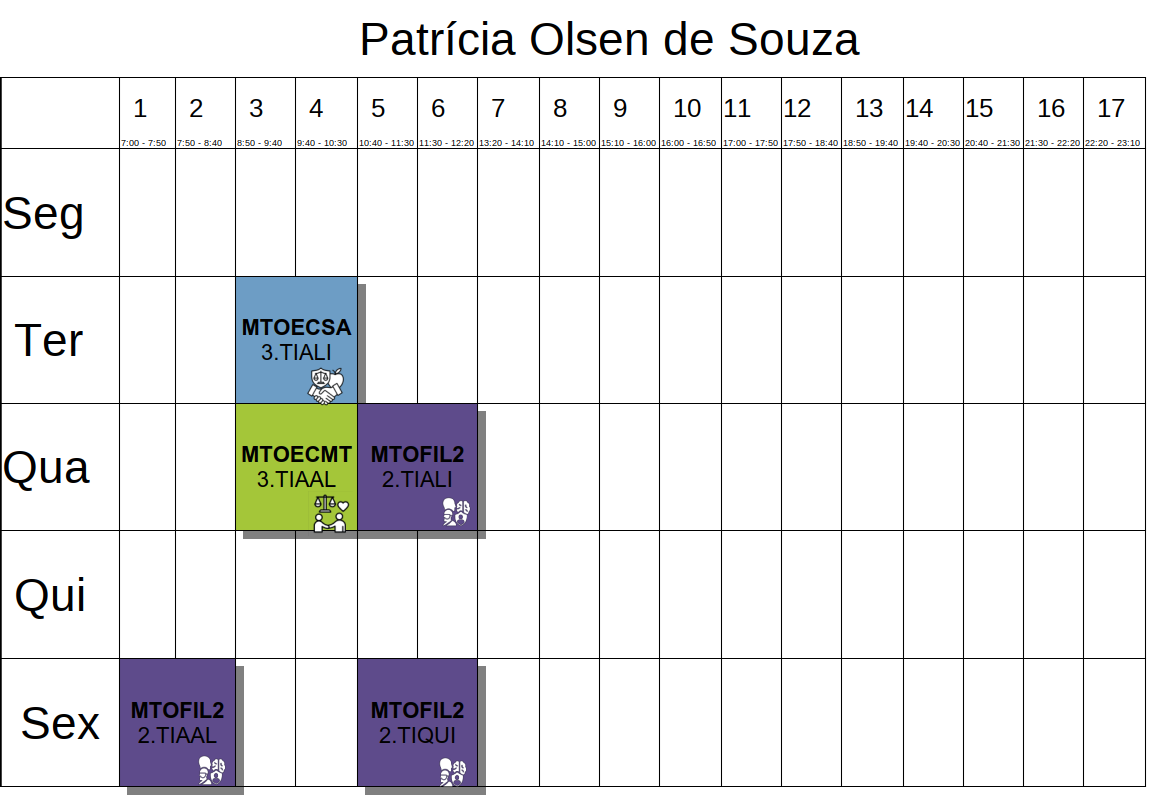 Patrícia Olsen de Souza
1 2 3 4 5 6 7 8 9 10 11 12 13 14 15 16 17
7:00 - 7:50 7:50 - 8:40 8:50 - 9:40 9:40 - 10:30 10:40 - 11:30 11:30 - 12:20 13:20 - 14:10 14:10 - 15:00 15:10 - 16:00 16:00 - 16:50 17:00 - 17:50 17:50 - 18:40 18:50 - 19:40 19:40 - 20:30 20:40 - 21:30 21:30 - 22:20 22:20 - 23:10
Seg
Ter
MTOECSA
3.TIALI
Qua
MTOECMT
3.TIAAL
MTOFIL2
2.TIALI
Qui
Sex
MTOFIL2
2.TIAAL
MTOFIL2
2.TIQUI